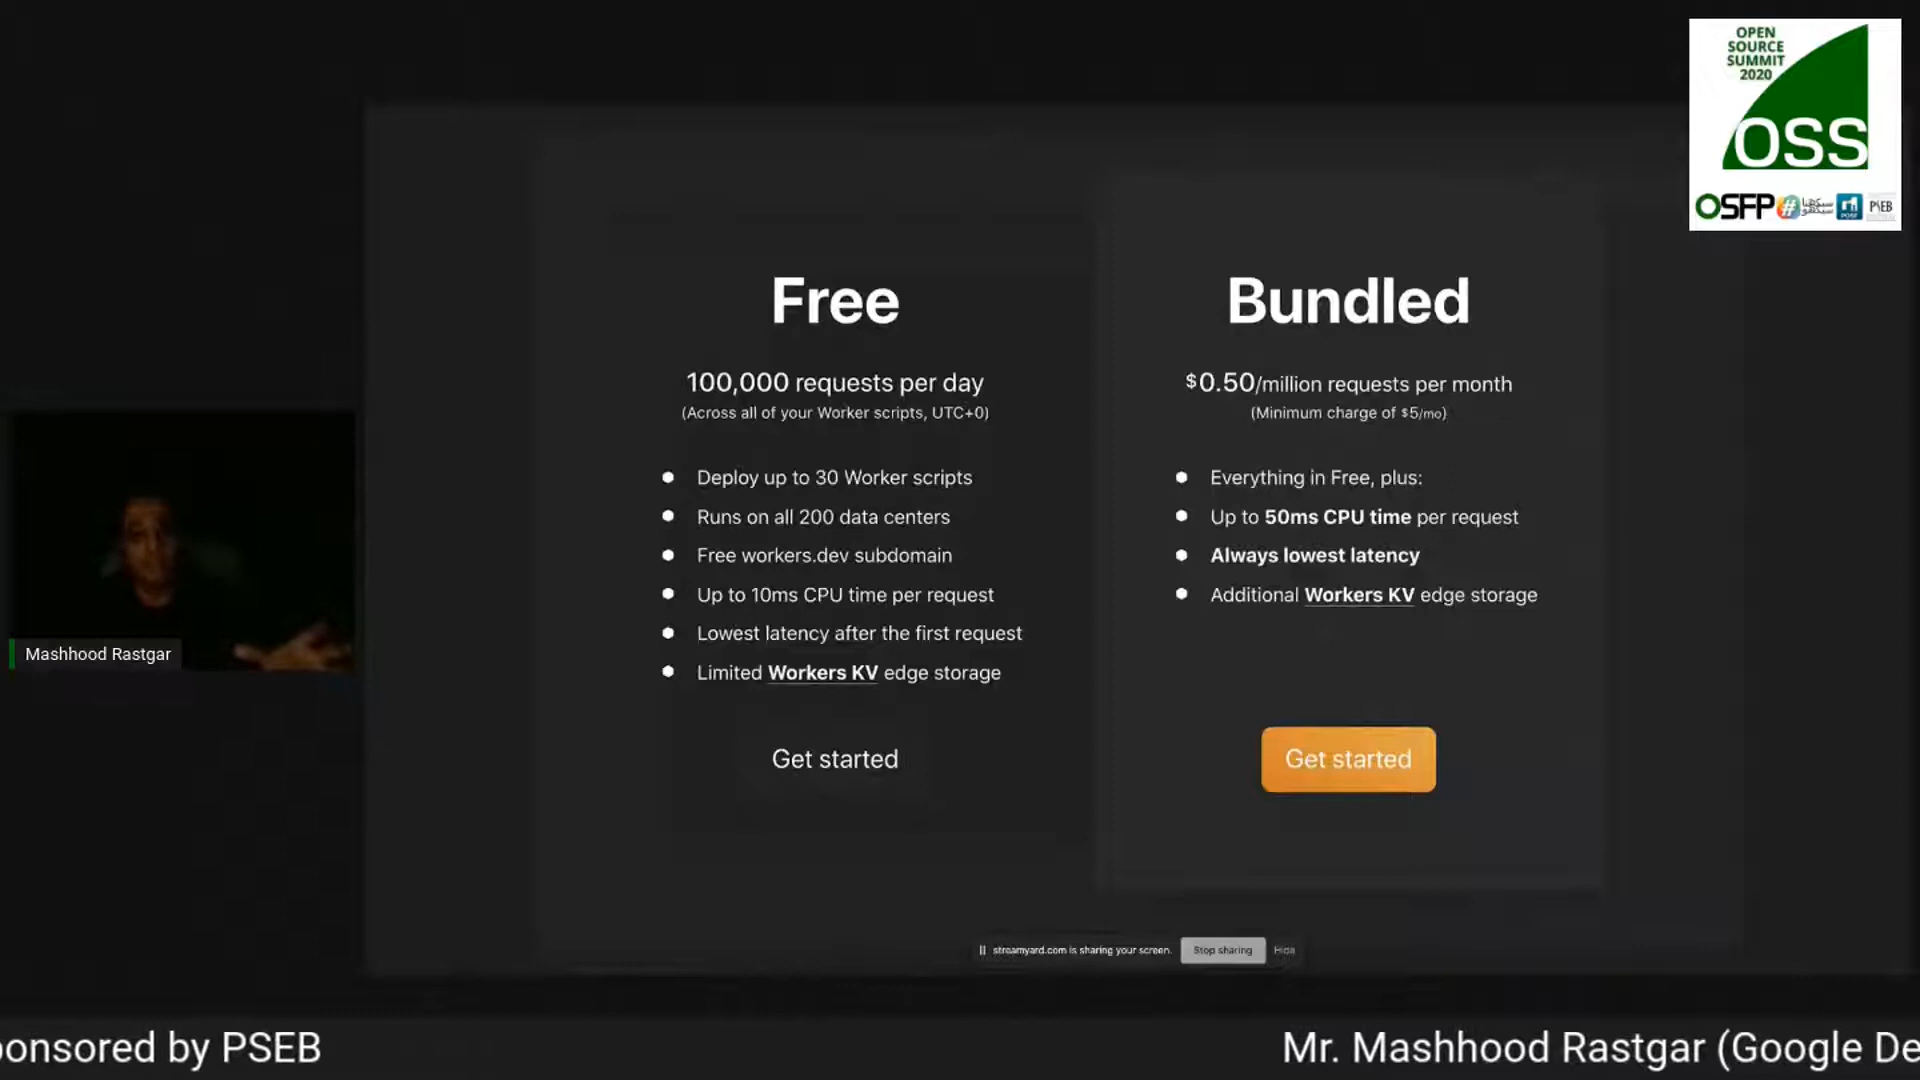 OPEN
SOURCE
SUMMIT
2020
OSS
OSFP
PSEB
Free
100,000 requests per day
(Across all of your Worker scripts, UTC+0)
Deploy up to 30 Worker scripts
Runs on all 200 data centers
Free workers.dev subdomain
Up to 10ms CPU time per request
Lowest latency after the first request
Limited Workers KV edge storage
Get started
Bundled
$0.50/million requests per month
(Minimum charge of $5/mo)
Everything in Free, plus:
Up to 50ms CPU time per request
Always lowest latency
Additional Workers KV edge storage
Get started
Mashhood Rastgar
streamyard.com is sharing your screen.
Stop sharing
Hide
ponsored by PSEB
Mr. Mashhood Rastgar (Google De